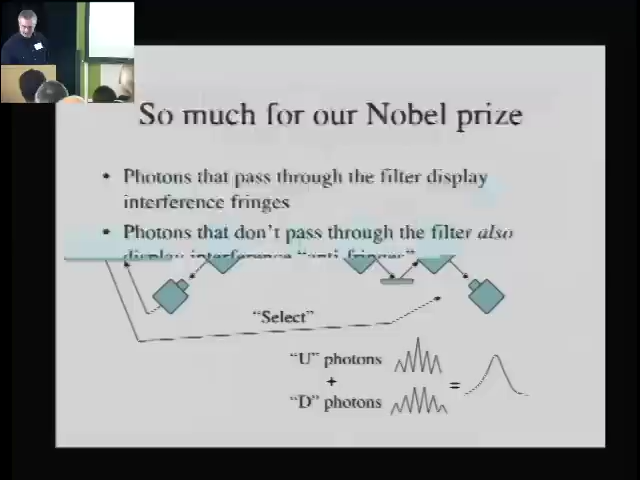 So much for our Nobel prize
• Photons that pass through the filter display
interference fringes
• Photons that don't pass through the filter also
display interference "anti-fringes"
"Select"
"U" photons
+
=
"D" photons